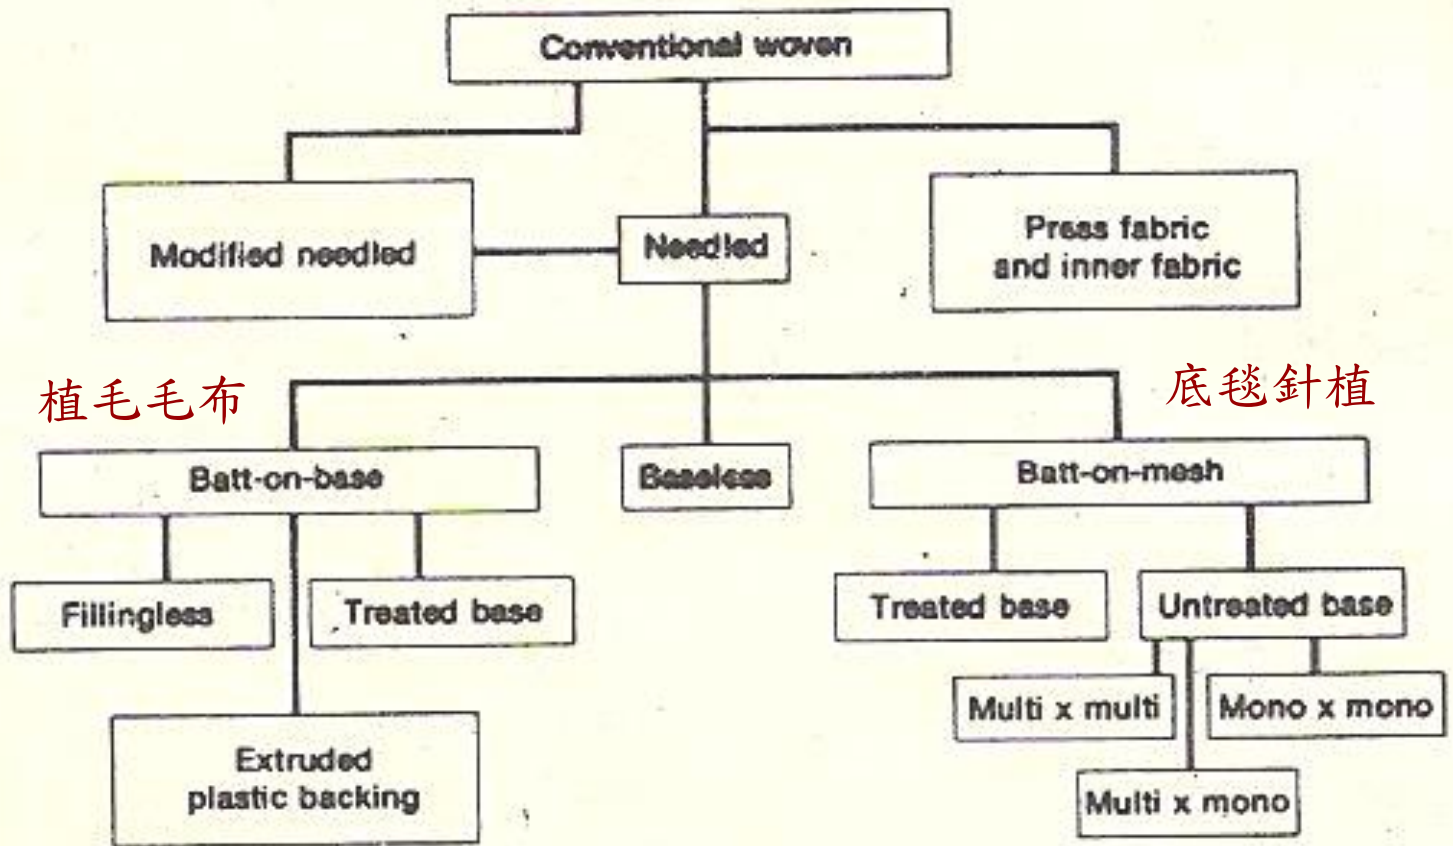 Conventional woven
Modified needled
Needled
Press fabric
and inner fabric
植毛毛布
底毯針植
Batt-on-base
Baseless
Batt-on-mesh
Fillingless
Treated base
Treated base
Untreated base
Multi x multi
Mono x mono
Extruded
plastic backing
Multi x mono